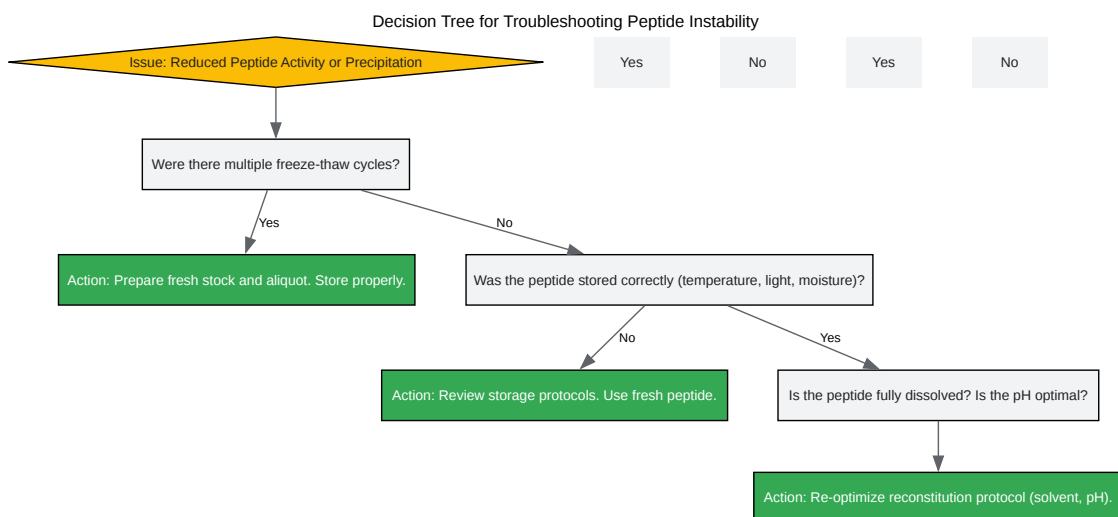 Decision Tree for Troubleshooting Peptide Instability
Issue: Reduced Peptide Activity or Precipitation
Yes
No
Yes
No
Were there multiple freeze-thaw cycles?
Yes
No
Action: Prepare fresh stock and aliquot. Store properly.
Was the peptide stored correctly (temperature, light, moisture)?
No
Yes
Action: Review storage protocols. Use fresh peptide.
Is the peptide fully dissolved? Is the pH optimal?
Action: Re-optimize reconstitution protocol (solvent, pH).